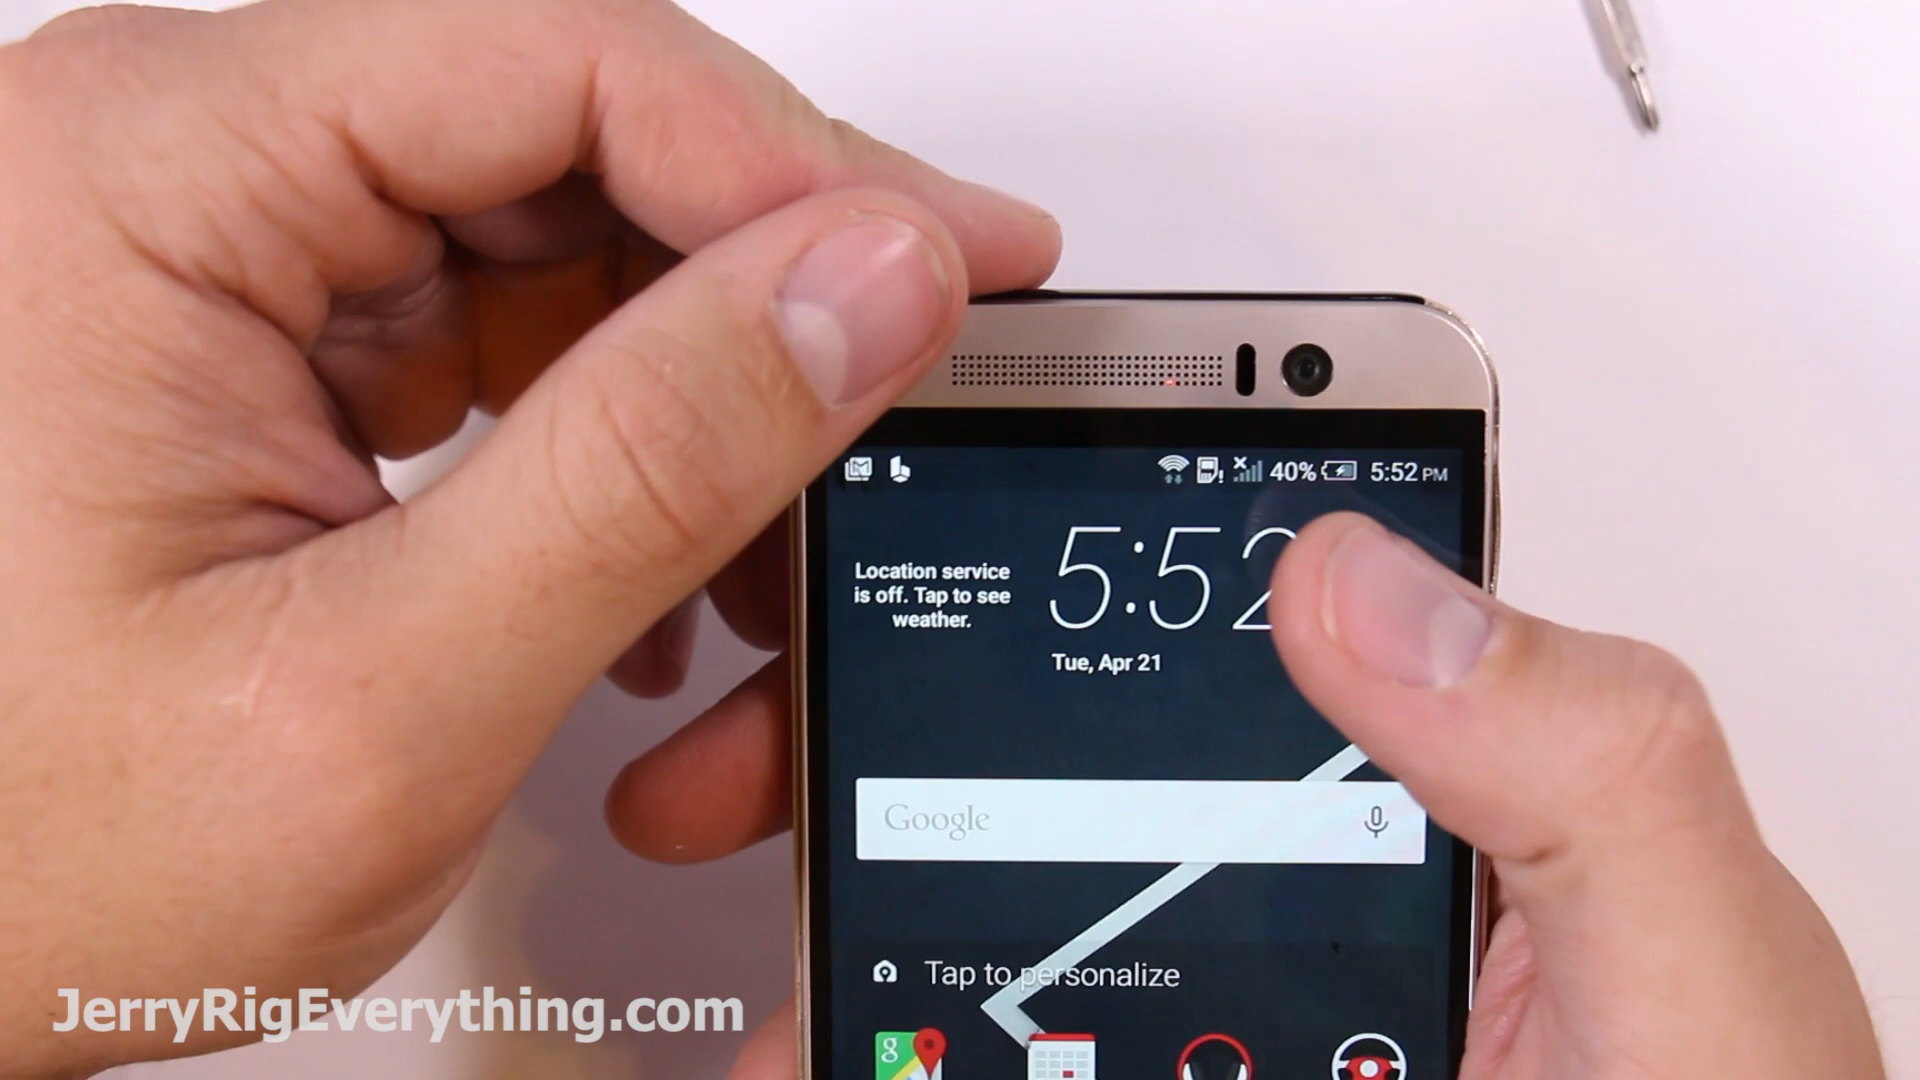 40% 5:52 PM
Location service
is off. Tap to see
weather.
5:52
Tue, Apr 21
Google
Tap to personalize
g
JerryRigEverything.com